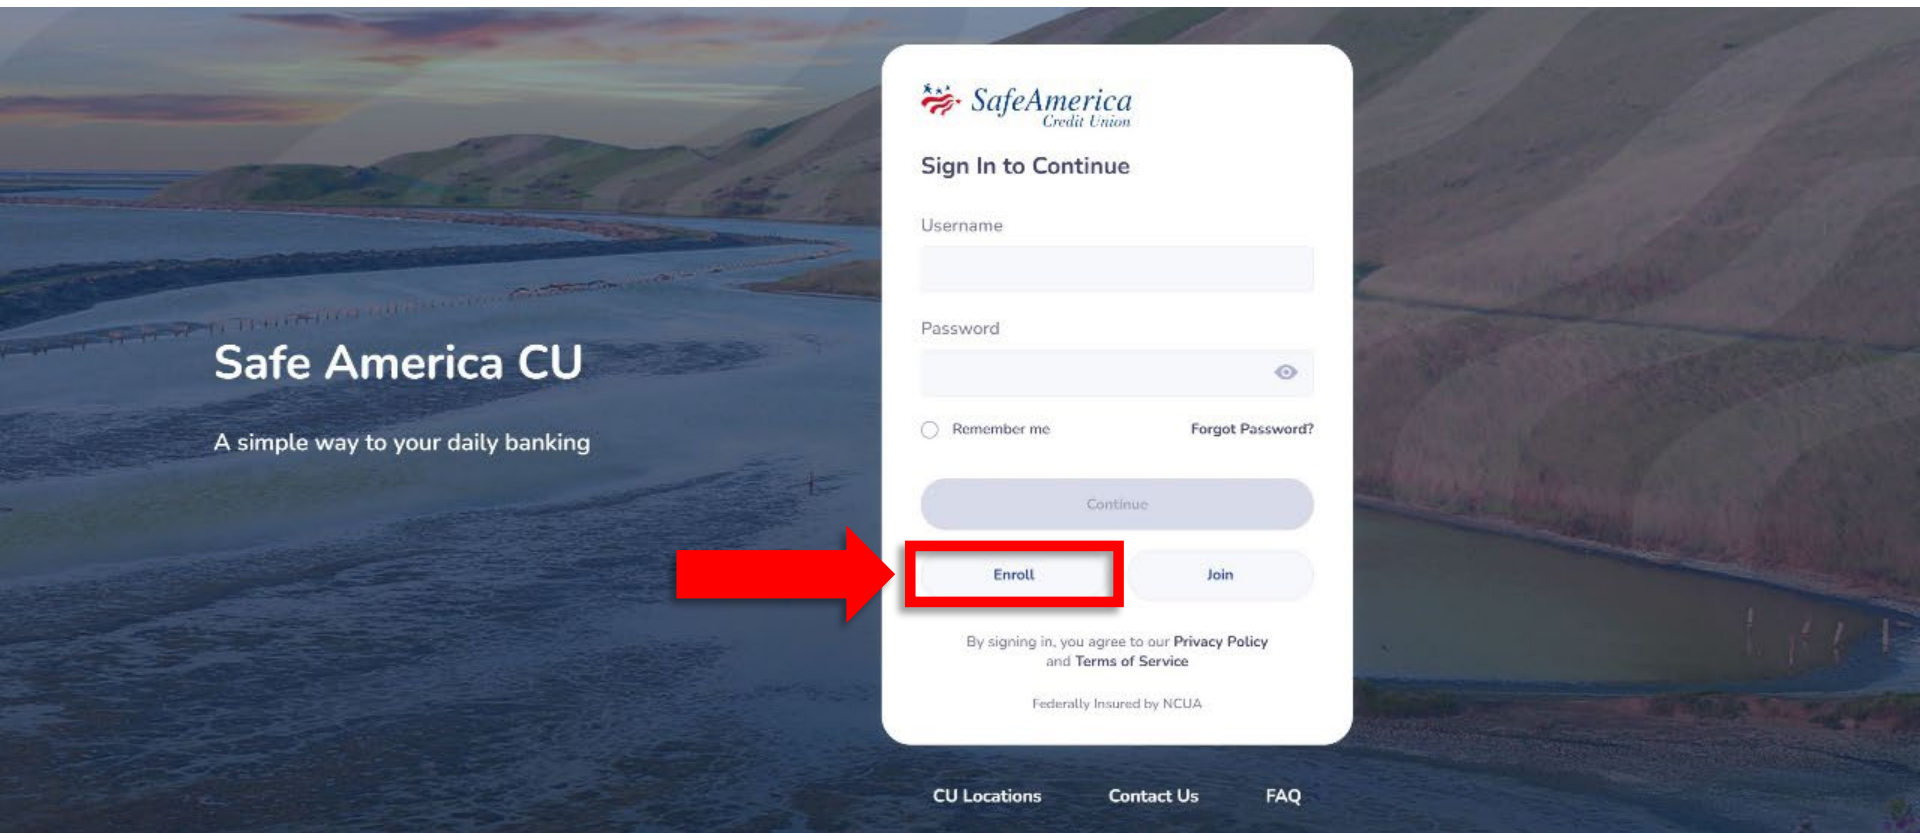 SafeAmerica
Credit Union
Sign In to Continue
Username
Password
Safe America CU
A simple way to your daily banking
Remember me
Forgot Password?
Continue
Enroll
Join
By signing in, you agree to our Privacy Policy
and Terms of Service
Federally Insured by NCUA
CU Locations
Contact Us
FAQ